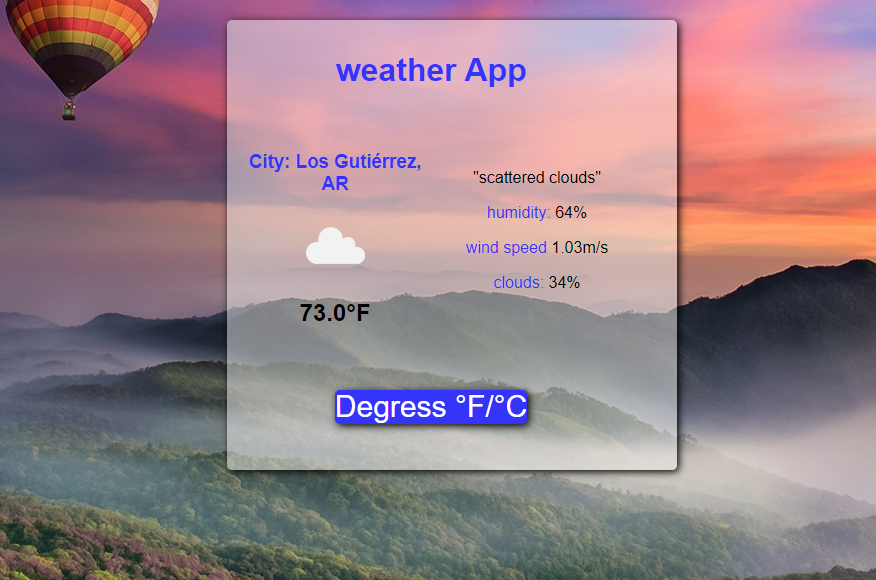 weather App
City: Los Gutiérrez,
AR
73.0°F
"scattered clouds"
humidity: 64%
wind speed 1.03m/s
clouds: 34%
Degress °F/°C